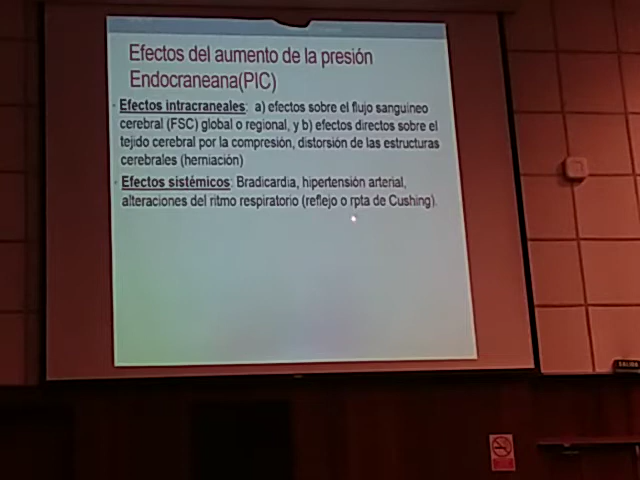 Efectos del aumento de la presión
Endocraneana(PIC)
Efectos intracraneales: a) efectos sobre el flujo sanguineo
cerebral (FSC) global o regional, y b) efectos directos sobre el
tejido cerebral por la compresión, distorsión de las estructuras
cerebrales (herniación)
Efectos sistémicos: Bradicardia, hipertensión arterial,
alteraciones del ritmo respiratorio (reflejo o rpta de Cushing).
SALIDA